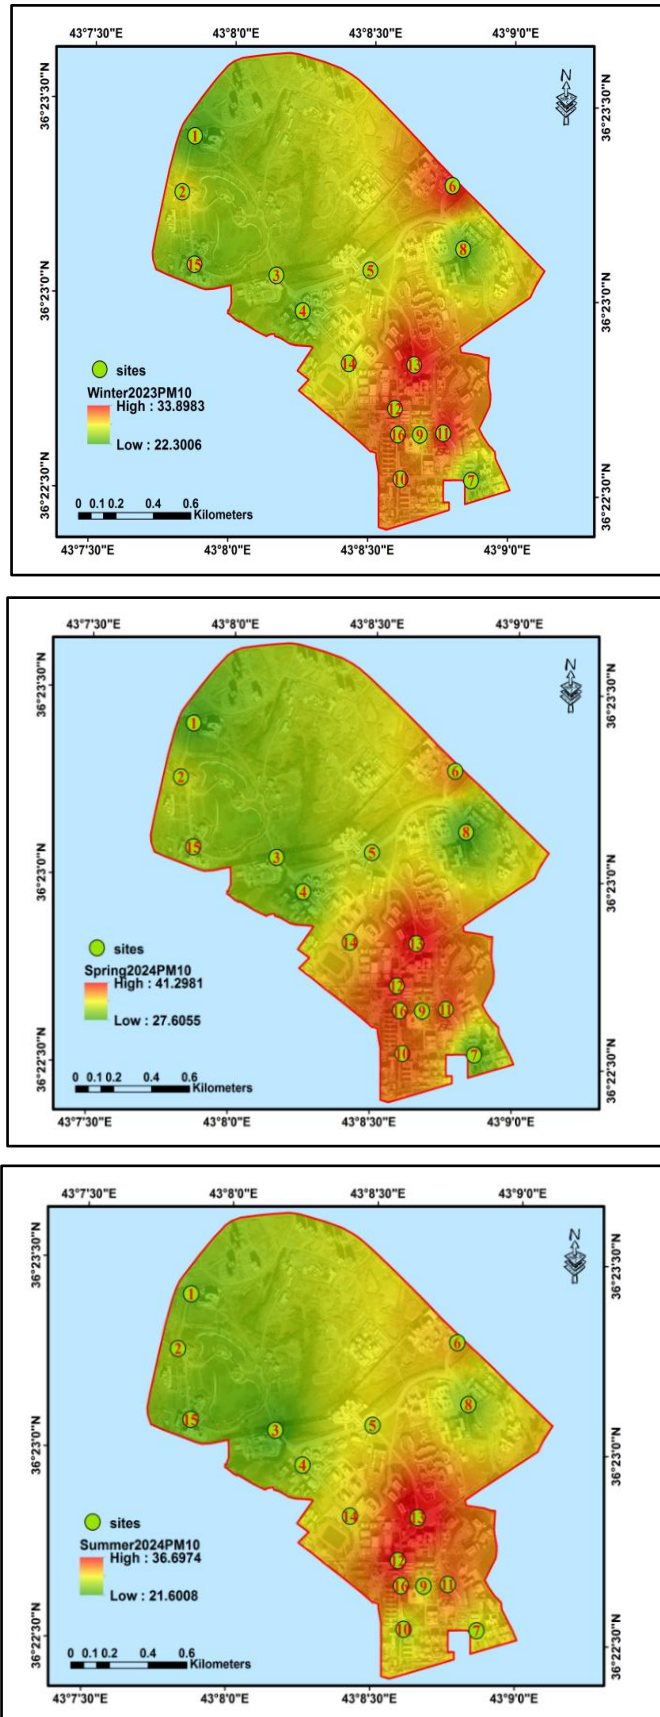 43°7'30"E 43°8'0"E 43°8'30"E 43°9'0"E
36°23'30"N
36°23'30"N
N
1
2
6
8
15
3
5
36°23'0"N
36°23'0"N
4
14
13
sites
Winter2023PM10
High : 33.8983
Low : 22.3006
12
16 9 11
10
7
36°22'30"N
36°22'30"N
0 0.1 0.2 0.4 0.6
Kilometers
43°7'30"E 43°8'0"E 43°8'30"E 43°9'0"E
43°7'30"E 43°8'0"E 43°8'30"E 43°9'0"E
36°23'30"N
36°23'30"N
N
1
2
6
8
15
3
5
36°23'0"N
36°23'0"N
4
14
13
sites
Spring2024PM10
High : 41.2981
Low : 27.6055
12
16 9 11
10
7
36°22'30"N
36°22'30"N
0 0.1 0.2 0.4 0.6
Kilometers
43°7'30"E 43°8'0"E 43°8'30"E 43°9'0"E
43°7'30"E 43°8'0"E 43°8'30"E 43°9'0"E
36°23'30"N
36°23'30"N
N
1
2
6
8
15
3
5
36°23'0"N
36°23'0"N
4
14
13
sites
Summer2024PM10
High : 36.6974
Low : 21.6008
12
16 9 11
10
7
36°22'30"N
36°22'30"N
0 0.1 0.2 0.4 0.6
Kilometers
43°7'30"E 43°8'0"E 43°8'30"E 43°9'0"E